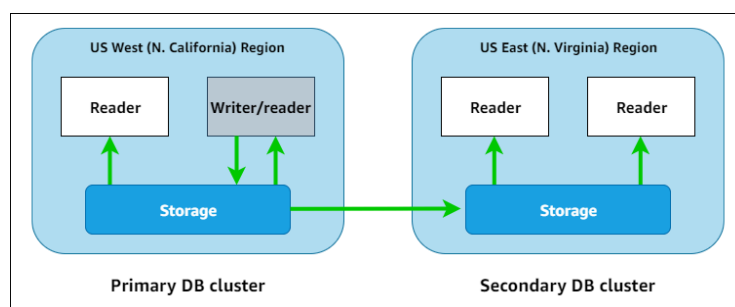 US West (N. California) Region
US East (N. Virginia) Region
Reader
Writer/reader
Reader
Reader
Storage
Storage
Primary DB cluster
Secondary DB cluster